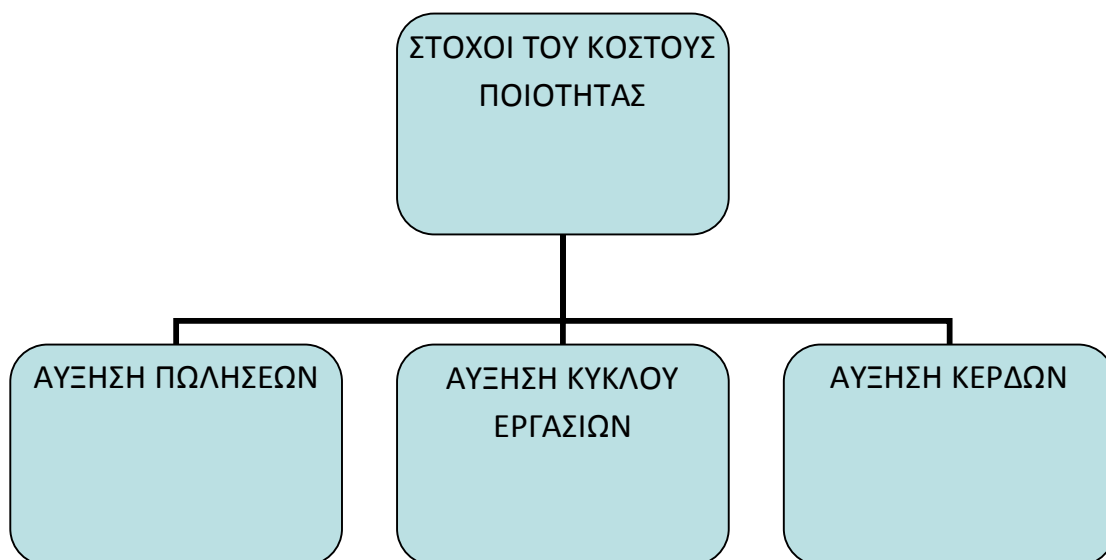 ΣΤΟΧΟΙ ΤΟΥ ΚΟΣΤΟΥΣ
ΠΟΙΟΤΗΤΑΣ
ΑΥΞΗΣΗ ΠΩΛΗΣΕΩΝ
ΑΥΞΗΣΗ ΚΥΚΛΟΥ
ΕΡΓΑΣΙΩΝ
ΑΥΞΗΣΗ ΚΕΡΔΩΝ